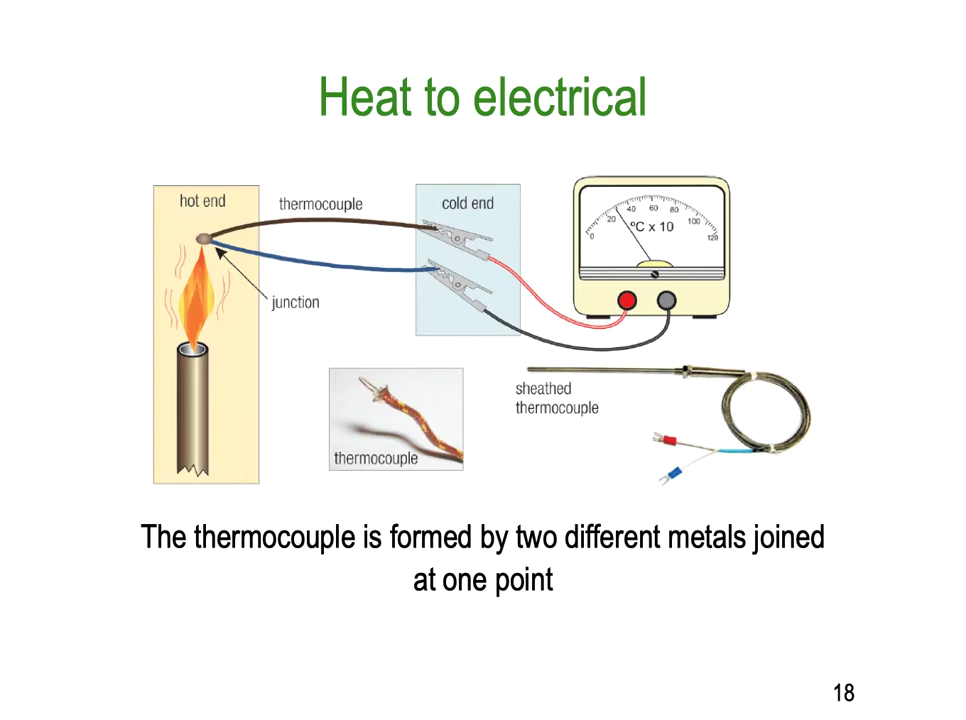 Heat to electrical
hot end
thermocouple
cold end
junction
0
20
40
60
80
100
120
ºC x 10
thermocouple
sheathed
thermocouple
The thermocouple is formed by two different metals joined
at one point
18